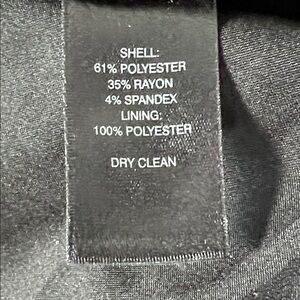 SHELL:
61% POLYESTER
35% RAYON
4% SPANDEX
LINING:
100% POLYESTER
DRY CLEAN